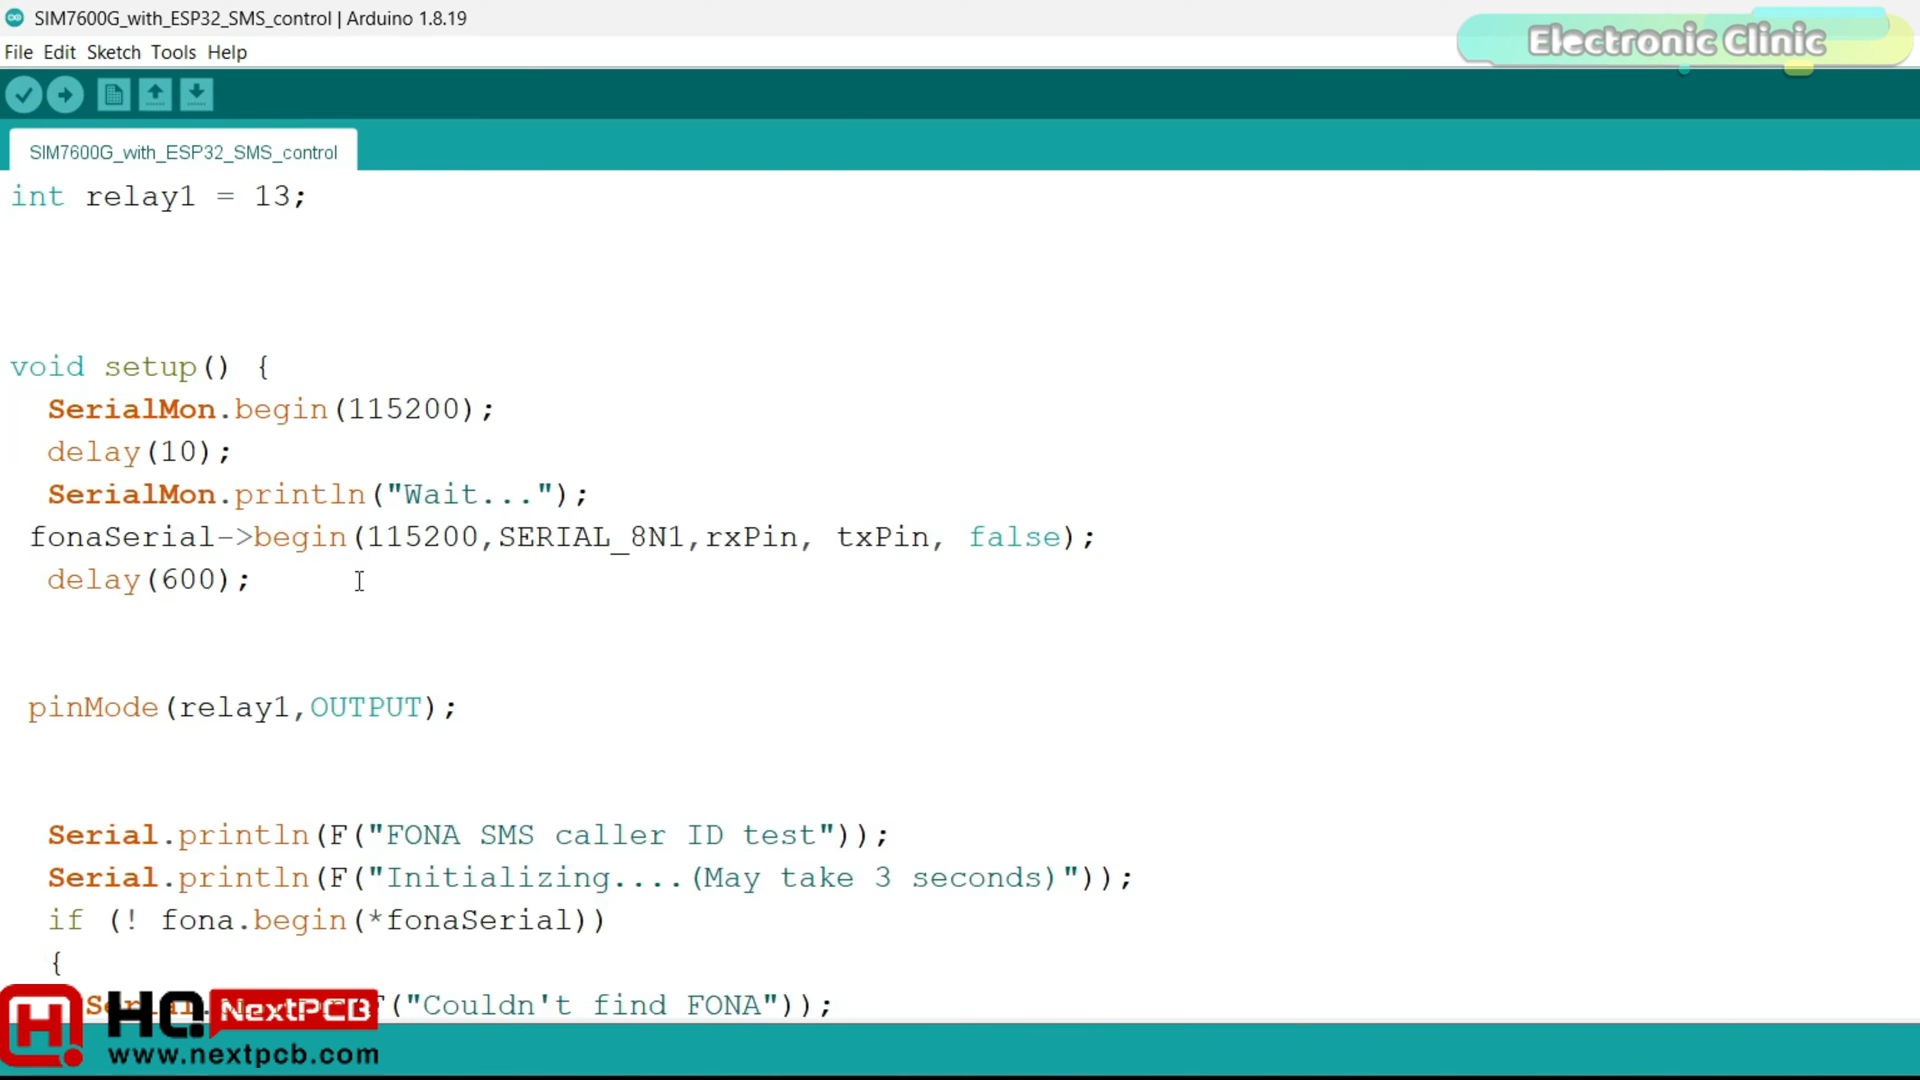 SIM7600G_with_ESP32_SMS_control | Arduino 1.8.19
Electronic Clinic
File Edit Sketch Tools Help
SIM7600G_with_ESP32_SMS_control
int relay1 = 13;
void setup() {
SerialMon.begin(115200);
delay(10);
SerialMon.println("Wait...");
fonaSerial->begin(115200,SERIAL_8N1,rxPin, txPin, false);
delay(600);
pinMode(relay1,OUTPUT);
Serial.println(F("FONA SMS caller ID test"));
Serial.println(F("Initializing....(May take 3 seconds)"));
if (! fona.begin(*fonaSerial))
{
("Couldn't find FONA"));
H HQ NextPCB
www.nextpcb.com